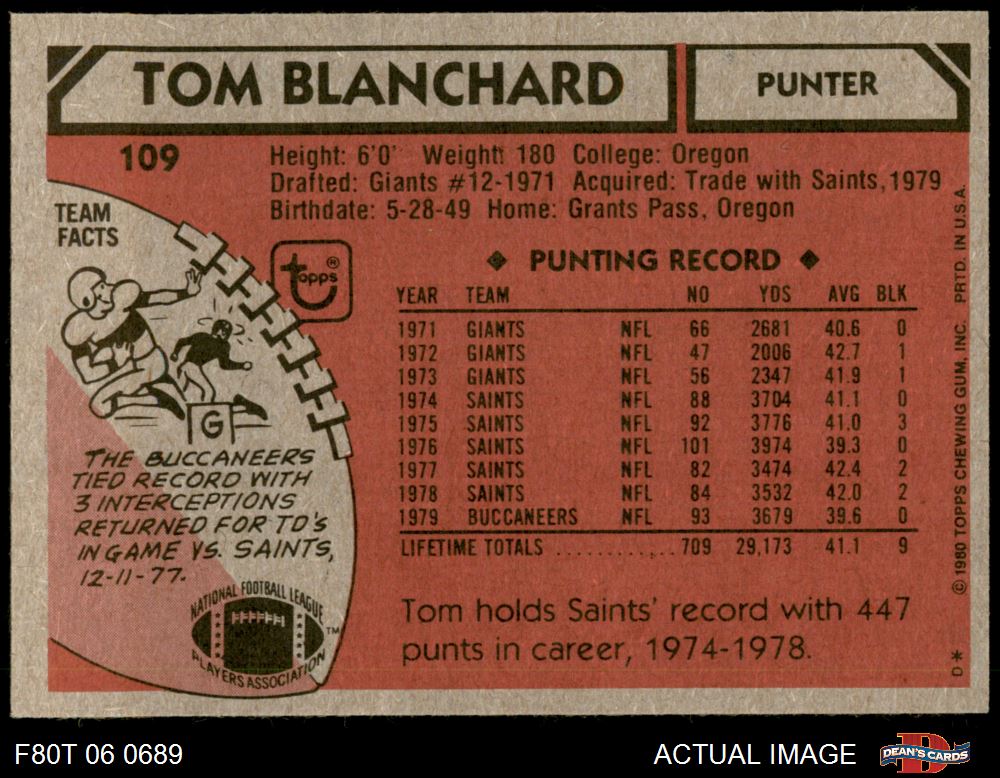 TOM BLANCHARD
PUNTER
109
Height: 6'0" Weight: 180 College: Oregon
Drafted: Giants #12-1971 Acquired: Trade with Saints, 1979
Birthdate: 5-28-49 Home: Grants Pass, Oregon
TEAM
FACTS
topps®
G
THE BUCCANEERS
TIED RECORD WITH
3 INTERCEPTIONS
RETURNED FOR TD'S
IN GAME VS. SAINTS,
12-11-77.
NATIONAL FOOTBALL LEAGUE
PLAYERS ASSOCIATION
™
◆ PUNTING RECORD ◆
YEAR TEAM NO YDS AVG BLK
1971 GIANTS NFL 66 2681 40.6 0
1972 GIANTS NFL 47 2006 42.7 1
1973 GIANTS NFL 56 2347 41.9 1
1974 SAINTS NFL 88 3704 41.1 0
1975 SAINTS NFL 92 3776 41.0 3
1976 SAINTS NFL 101 3974 39.3 0
1977 SAINTS NFL 82 3474 42.4 2
1978 SAINTS NFL 84 3532 42.0 2
1979 BUCCANEERS NFL 93 3679 39.6 0
LIFETIME TOTALS ............ 709 29,173 41.1 9
Tom holds Saints' record with 447
punts in career, 1974-1978.
© 1980 TOPPS CHEWING GUM, INC. PRTD. IN U.S.A.
D*
F80T 06 0689
ACTUAL IMAGE
DEAN'S CARDS